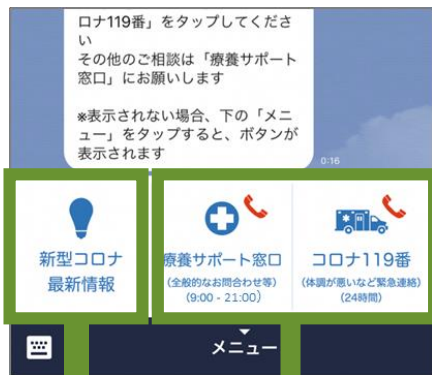 ロナ119番」をタップしてくださ
い
その他のご相談は「療養サポート
窓口」にお願いします
※表示されない場合、下の「メニ
ュー」をタップすると、ボタンが
表示されます
0:16
新型コロナ
最新情報
療養サポート窓口
(全般的なお問合わせ等)
(9:00 - 21:00)
コロナ119番
(体調が悪いなど緊急連絡)
(24時間)
メニュー